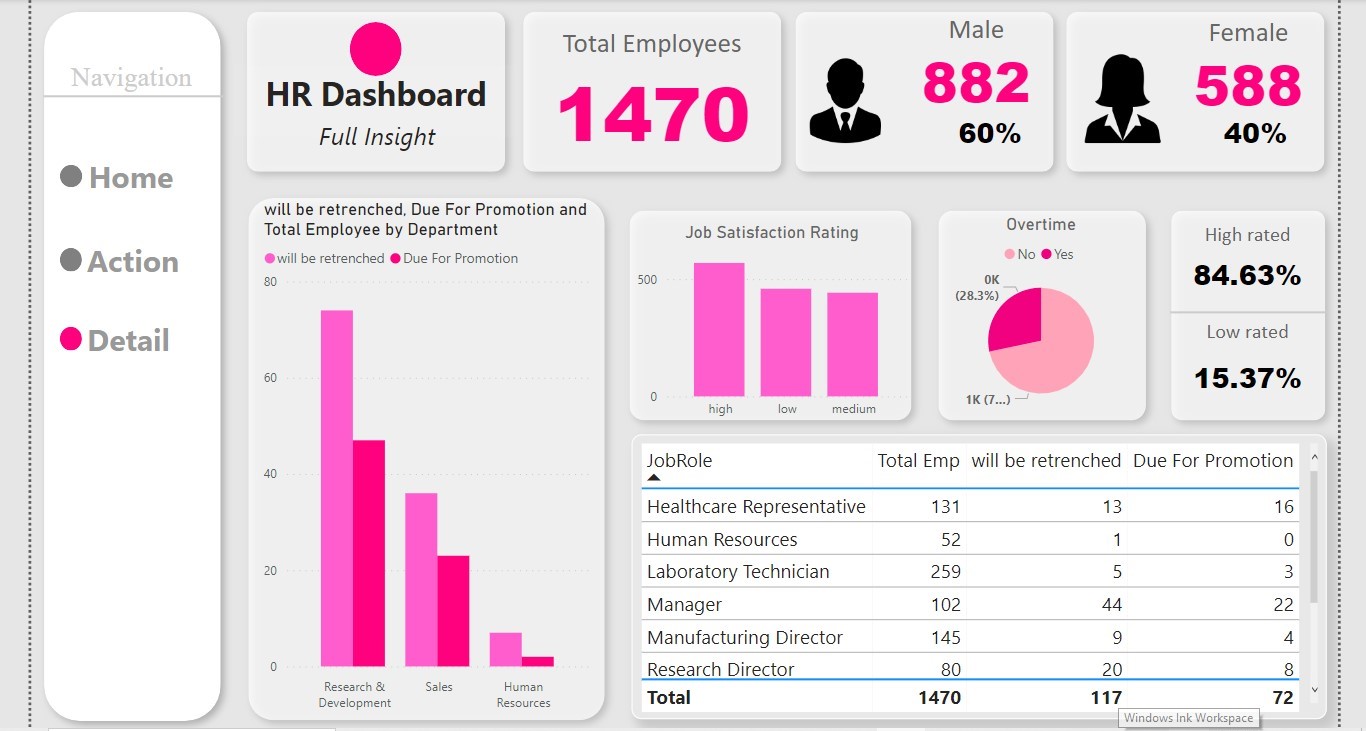 Navigation
Home
Action
Detail
HR Dashboard
Full Insight
Total Employees
1470
Male
882
60%
Female
588
40%
will be retrenched, Due For Promotion and
Total Employee by Department
will be retrenched Due For Promotion
80
60
40
20
0
Research &
Development
Sales
Human
Resources
Job Satisfaction Rating
500
0
high low medium
Overtime
No Yes
0K
(28.3%)
1K (7...)
High rated
84.63%
Low rated
15.37%
JobRole Total Emp will be retrenched Due For Promotion
Healthcare Representative 131 13 16
Human Resources 52 1 0
Laboratory Technician 259 5 3
Manager 102 44 22
Manufacturing Director 145 9 4
Research Director 80 20 8
Total 1470 117 72
Windows Ink Workspace